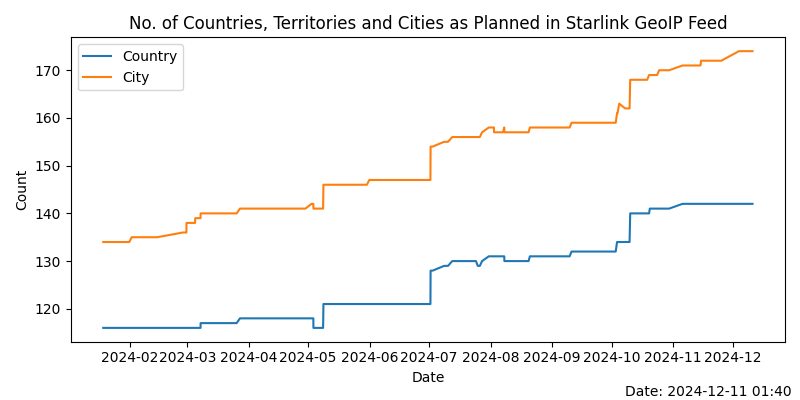 No. of Countries, Territories and Cities as Planned in Starlink GeoIP Feed
Country
City
170
160
150
140
130
120
Count
2024-02 2024-03 2024-04 2024-05 2024-06 2024-07 2024-08 2024-09 2024-10 2024-11 2024-12
Date
Date: 2024-12-11 01:40